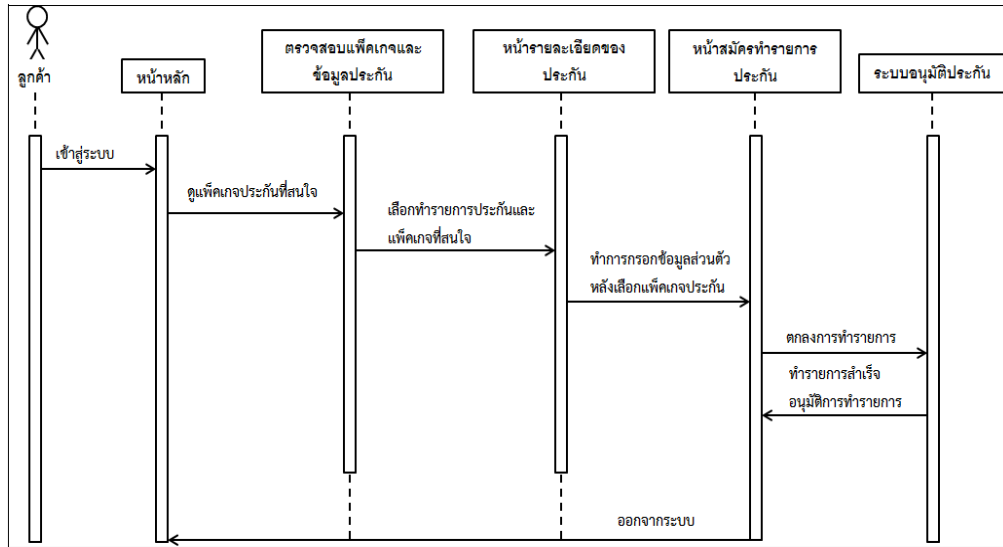 ลูกค้า
หน้าหลัก
ตรวจสอบแพ็คเกจและ
ข้อมูลประกัน
หน้ารายละเอียดของ
ประกัน
หน้าสมัครทำรายการ
ประกัน
ระบบอนุมัติประกัน
เข้าสู่ระบบ
ดูแพ็คเกจประกันที่สนใจ
เลือกทำรายการประกันและ
แพ็คเกจที่สนใจ
ทำการกรอกข้อมูลส่วนตัว
หลังเลือกแพ็คเกจประกัน
ตกลงการทำรายการ
ทำรายการสำเร็จ
อนุมัติการทำรายการ
ออกจากระบบ